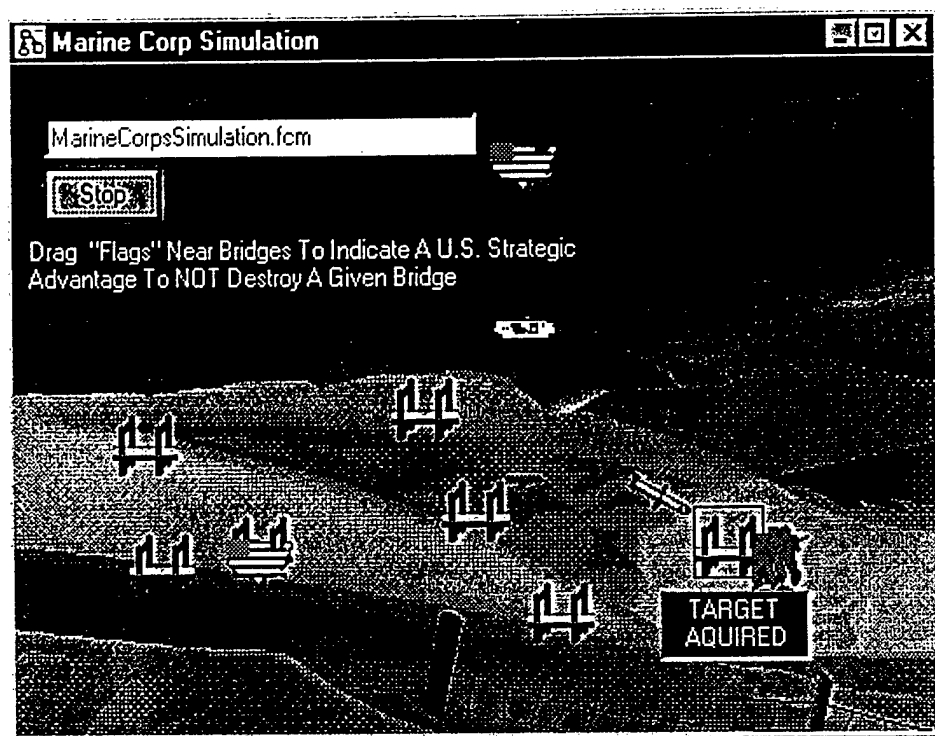 Marine Corp Simulation
MarineCorpsSimulation.fcm
Stop
Drag "Flags" Near Bridges To Indicate A U.S. Strategic
Advantage To NOT Destroy A Given Bridge
TARGET
AQUIRED